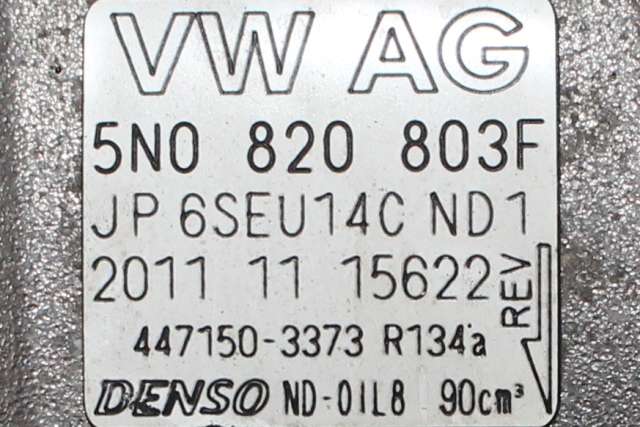 VW AG
5N0 820 803F
JP 6SEU14C ND1
2011 11 15622
REV
447150-3373 R134a
DENSO ND-OIL8 90cm³